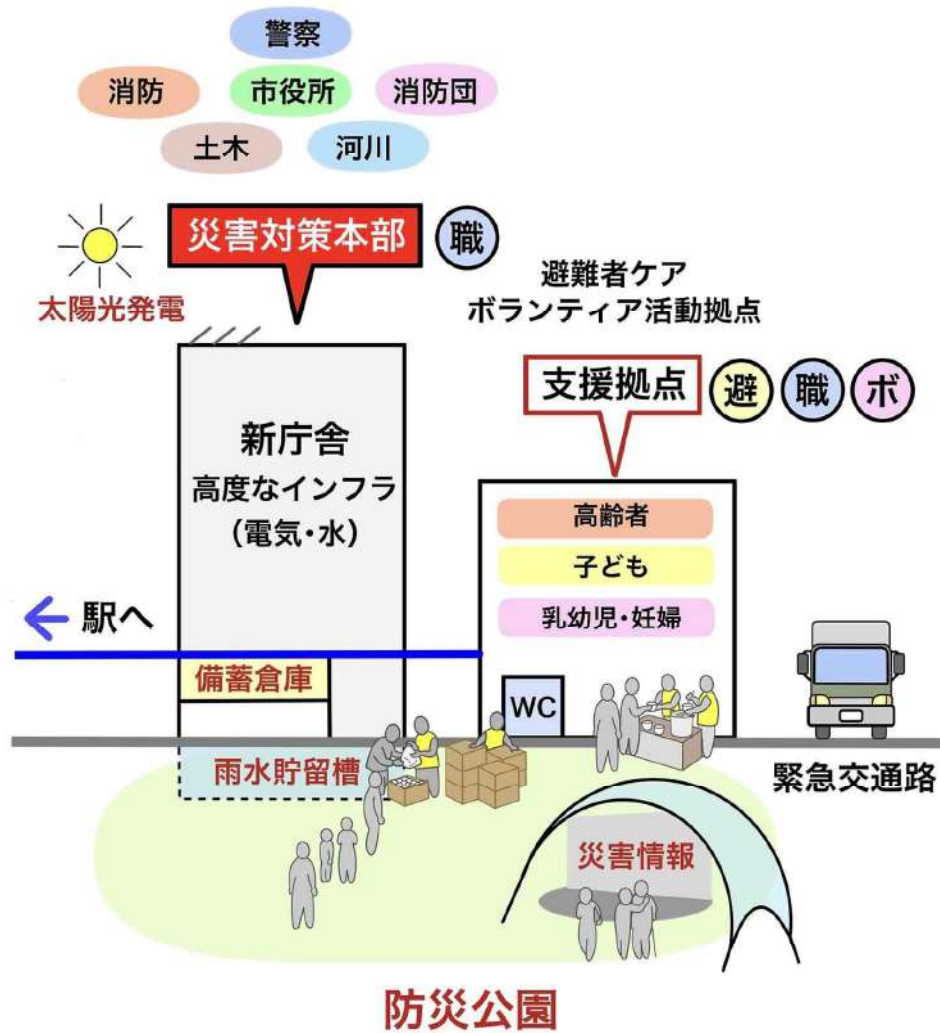 警察
消防
市役所
消防団
土木
河川
災害対策本部
職
太陽光発電
避難者ケア
ボランティア活動拠点
支援拠点
避
職
ボ
新庁舎
高度なインフラ
(電気・水)
高齢者
子ども
乳幼児・妊婦
駅へ
備蓄倉庫
WC
雨水貯留槽
緊急交通路
災害情報
防災公園